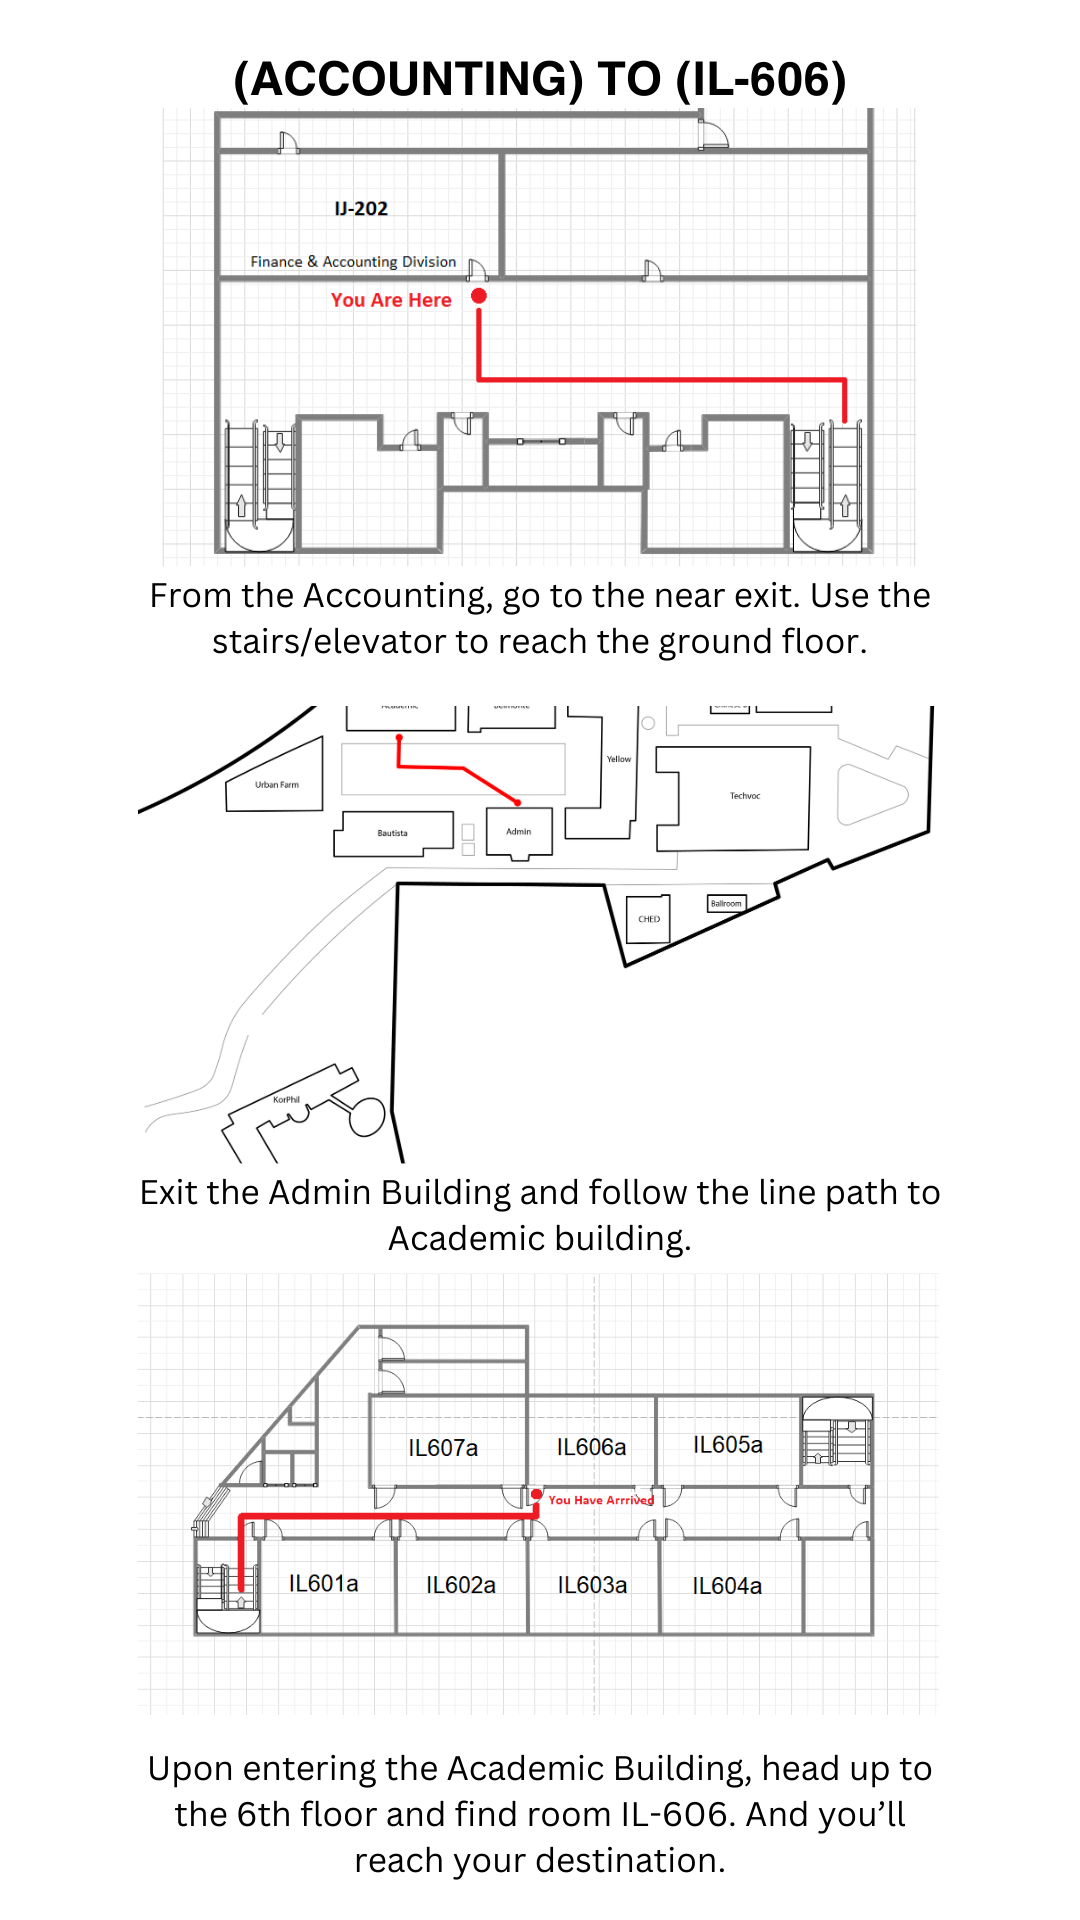 (ACCOUNTING) TO (IL-606)
IJ-202
Finance & Accounting Division
You Are Here
From the Accounting, go to the near exit. Use the
stairs/elevator to reach the ground floor.
Urban Farm
Yellow
Techvoc
Bautista
Admin
CHED
Ballroom
KorPhil
Exit the Admin Building and follow the line path to
Academic building.
IL607a
IL606a
IL605a
You Have Arrrived
IL601a
IL602a
IL603a
IL604a
Upon entering the Academic Building, head up to
the 6th floor and find room IL-606. And you’ll
reach your destination.